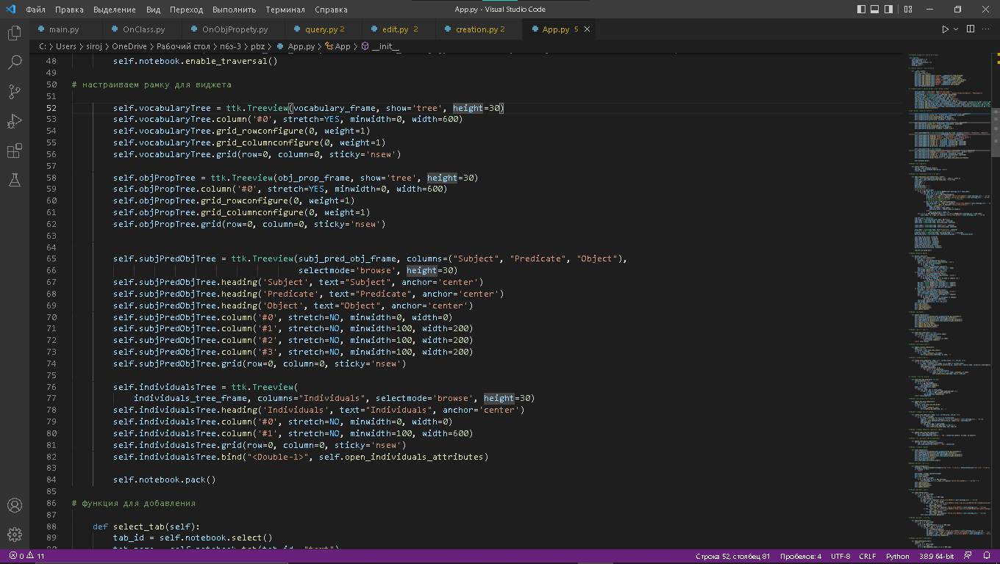 Файл Правка Выделение Вид Переход Выполнить Терминал Справка App.py - Visual Studio Code
main.py OnClass.py OnObjPropety.py query.py 2 edit.py 2 creation.py 2 App.py 5
C: > Users > siroj > OneDrive > Рабочий стол > п6з-3 > pbz > App.py > App > __init__
48 self.notebook.enable_traversal()
49
50 # настраиваем рамку для виджета
51
52 self.vocabularyTree = ttk.Treeview(vocabulary_frame, show='tree', height=30)
53 self.vocabularyTree.column('#0', stretch=YES, minwidth=0, width=600)
54 self.vocabularyTree.grid_rowconfigure(0, weight=1)
55 self.vocabularyTree.grid_columnconfigure(0, weight=1)
56 self.vocabularyTree.grid(row=0, column=0, sticky='nsew')
57
58 self.objPropTree = ttk.Treeview(obj_prop_frame, show='tree', height=30)
59 self.objPropTree.column('#0', stretch=YES, minwidth=0, width=600)
60 self.objPropTree.grid_rowconfigure(0, weight=1)
61 self.objPropTree.grid_columnconfigure(0, weight=1)
62 self.objPropTree.grid(row=0, column=0, sticky='nsew')
63
64
65 self.subjPredObjTree = ttk.Treeview(subj_pred_obj_frame, columns=("Subject", "Predicate", "Object"),
66 selectmode='browse', height=30)
67 self.subjPredObjTree.heading('Subject', text="Subject", anchor='center')
68 self.subjPredObjTree.heading('Predicate', text="Predicate", anchor='center')
69 self.subjPredObjTree.heading('Object', text="Object", anchor='center')
70 self.subjPredObjTree.column('#0', stretch=NO, minwidth=0, width=0)
71 self.subjPredObjTree.column('#1', stretch=NO, minwidth=100, width=200)
72 self.subjPredObjTree.column('#2', stretch=NO, minwidth=100, width=200)
73 self.subjPredObjTree.column('#3', stretch=NO, minwidth=100, width=200)
74 self.subjPredObjTree.grid(row=0, column=0, sticky='nsew')
75
76 self.individualsTree = ttk.Treeview(
77 individuals_tree_frame, columns="Individuals", selectmode='browse', height=30)
78 self.individualsTree.heading('Individuals', text="Individuals", anchor='center')
79 self.individualsTree.column('#0', stretch=NO, minwidth=0, width=0)
80 self.individualsTree.column('#1', stretch=NO, minwidth=100, width=600)
81 self.individualsTree.grid(row=0, column=0, sticky='nsew')
82 self.individualsTree.bind("<Double-1>", self.open_individuals_attributes)
83
84 self.notebook.pack()
85
86 # функция для добавления
87
88 def select_tab(self):
89 tab_id = self.notebook.select()
90 tab_name = self.notebook.tab(tab_id, "text")
0 11 Строка 52, столбец 81 Пробелов: 4 UTF-8 CRLF Python 3.8.9 64-bit